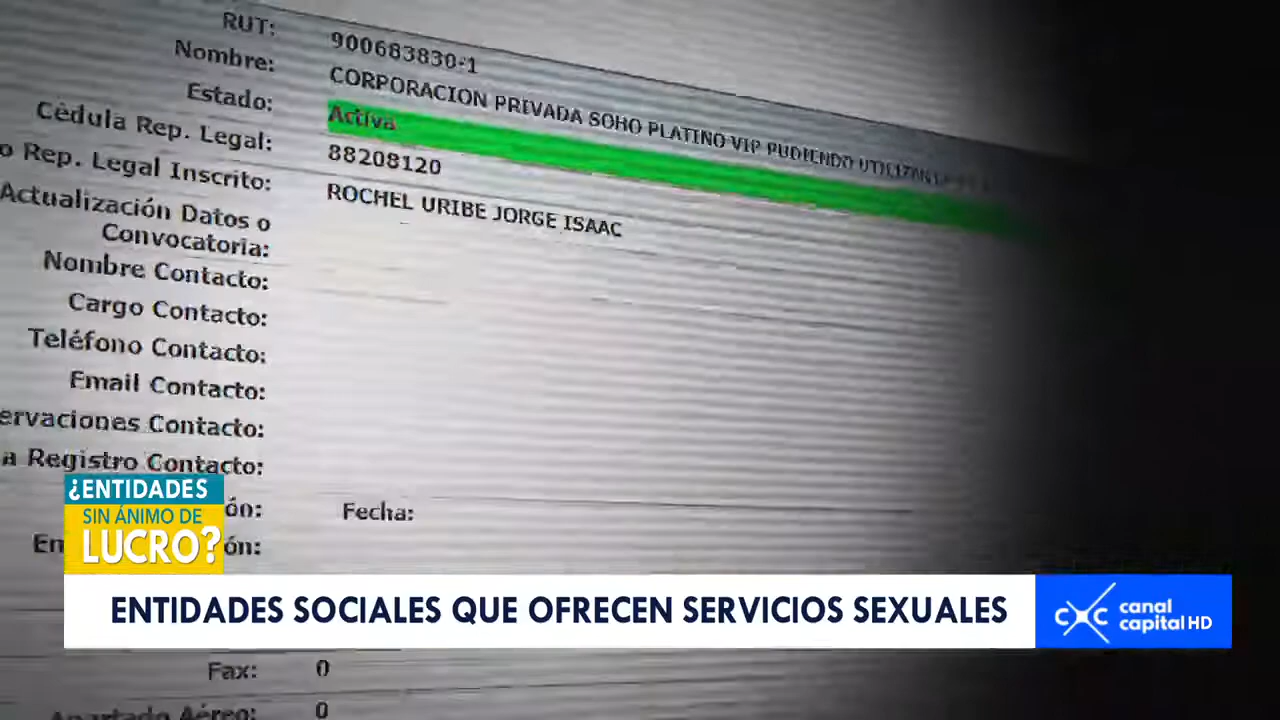 RUT: 900683830-1
Nombre: CORPORACION PRIVADA SOHO PLATINO VIP PUDIENDO
Estado: Activa
Cédula Rep. Legal: 88208120
o Rep. Legal Inscrito: ROCHEL URIBE JORGE ISAAC
Actualización Datos o
Convocatoria:
Nombre Contacto:
Cargo Contacto:
Teléfono Contacto:
Email Contacto:
ervaciones Contacto:
a Registro Contacto:
ón: Fecha:
En ón:
¿ENTIDADES
SIN ÁNIMO DE
LUCRO?
ENTIDADES SOCIALES QUE OFRECEN SERVICIOS SEXUALES
canal
capital HD
Fax: 0
Apartado Aéreo: 0